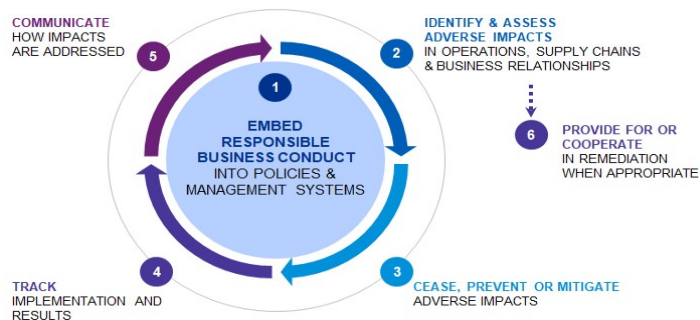 1
EMBED
RESPONSIBLE
BUSINESS CONDUCT
INTO POLICIES &
MANAGEMENT SYSTEMS
2
IDENTIFY & ASSESS
ADVERSE IMPACTS
IN OPERATIONS, SUPPLY CHAINS
& BUSINESS RELATIONSHIPS
3
CEASE, PREVENT OR MITIGATE
ADVERSE IMPACTS
4
TRACK
IMPLEMENTATION AND
RESULTS
5
COMMUNICATE
HOW IMPACTS
ARE ADDRESSED
6
PROVIDE FOR OR
COOPERATE
IN REMEDIATION
WHEN APPROPRIATE